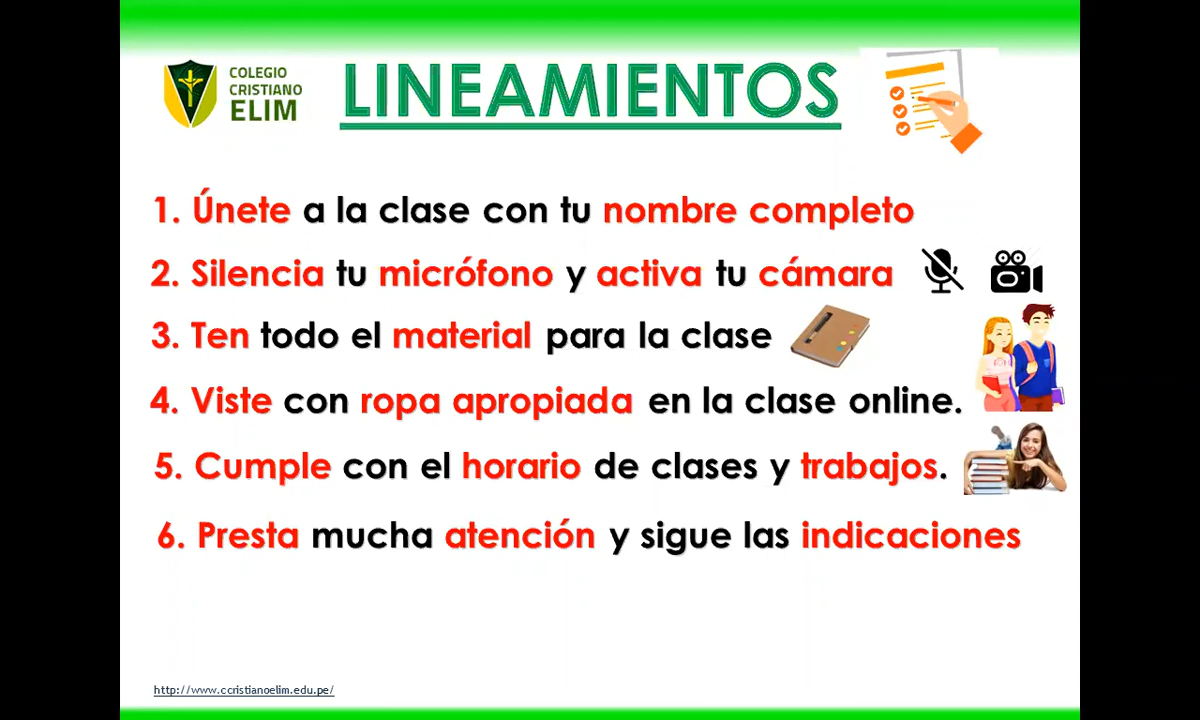 COLEGIO
CRISTIANO
ELIM
LINEAMIENTOS
1. Únete a la clase con tu nombre completo
2. Silencia tu micrófono y activa tu cámara
3. Ten todo el material para la clase
4. Viste con ropa apropiada en la clase online.
5. Cumple con el horario de clases y trabajos.
6. Presta mucha atención y sigue las indicaciones
http://www.ccristianoelim.edu.pe/